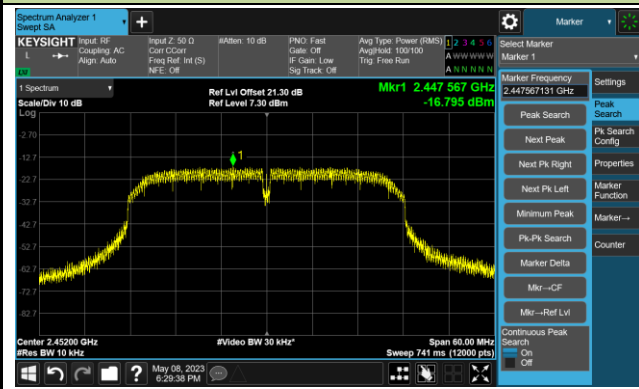 Spectrum Analyzer 1
Swept SA
Marker
KEYSIGHT
Input: RF
Coupling: AC
Align: Auto
Input Z: 50 Ω
Corr CCorr
Freq Ref: Int (S)
NFE: Off
#Atten: 10 dB
PNO: Fast
Gate: Off
IF Gain: Low
Sig Track: Off
Avg Type: Power (RMS)
Avg|Hold: 100/100
Trig: Free Run
1 2 3 4 5 6
A W W W W W
A N N N N N
L
LW
Select Marker
Marker 1
1 Spectrum
Scale/Div 10 dB
Log
Ref Lvl Offset 21.30 dB
Ref Level 7.30 dBm
Mkr1 2.447 567 GHz
-16.795 dBm
-2.70
-12.7
-22.7
-32.7
-42.7
-52.7
-62.7
-72.7
-82.7
1
Center 2.45200 GHz
#Res BW 10 kHz
#Video BW 30 kHz*
Span 60.00 MHz
Sweep 741 ms (12000 pts)
Marker Frequency
2.447567131 GHz
Peak Search
Next Peak
Next Pk Right
Next Pk Left
Minimum Peak
Pk-Pk Search
Marker Delta
Mkr→CF
Mkr→Ref Lvl
Continuous Peak
Search
On
Off
Settings
Peak
Search
Pk Search
Config
Properties
Marker
Function
Marker→
Counter
May 08, 2023
6:29:38 PM